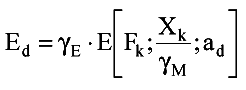 E_d = γ_E · E[F_k; X_k/γ_M; a_d]